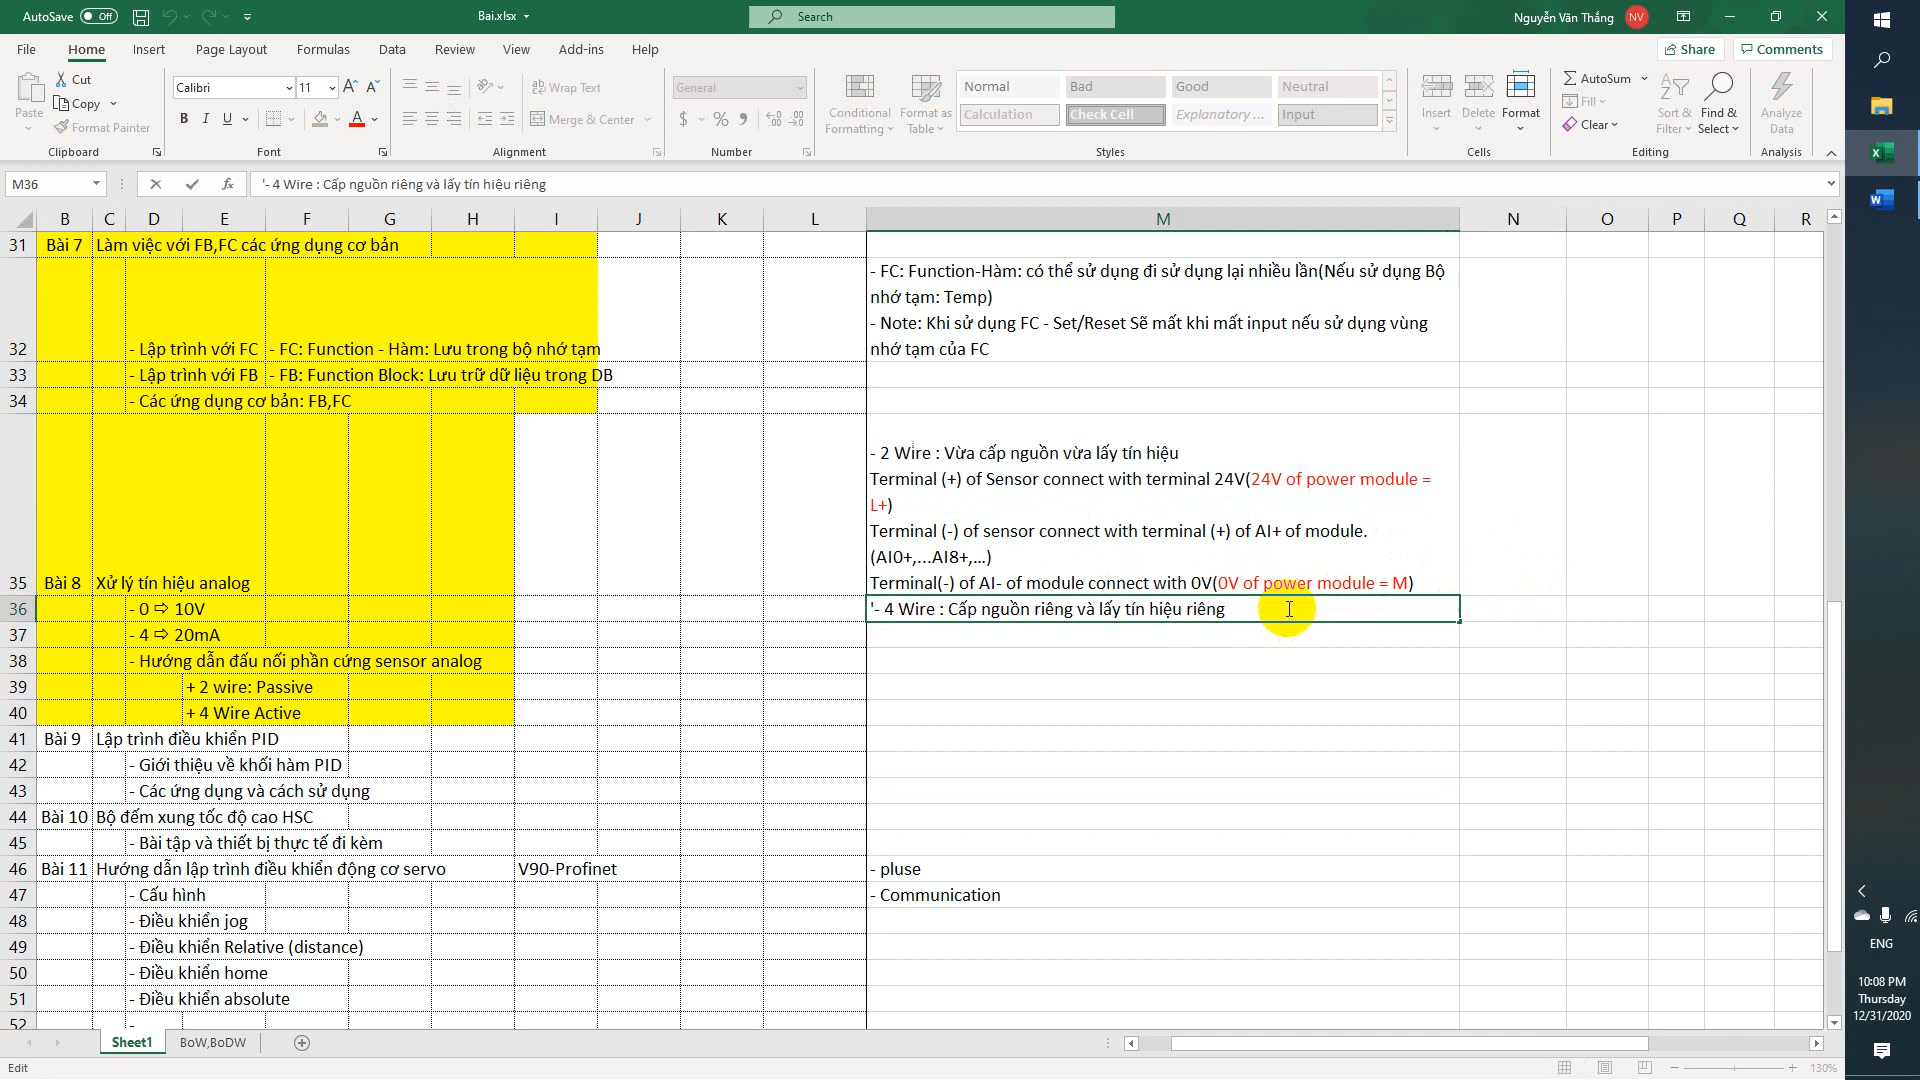 AutoSave Off
Bai.xlsx
Search
Nguyễn Văn Thắng NV
File Home Insert Page Layout Formulas Data Review View Add-ins Help
Share Comments
Paste
Cut
Copy
Format Painter
Clipboard
Calibri 11
B I U
Font
Wrap Text
Merge & Center
Alignment
General
$ % 9
Number
Conditional Formatting
Format as Table
Normal Bad Good Neutral
Calculation Check Cell Explanatory ... Input
Styles
Insert Delete Format
Cells
AutoSum
Fill
Clear
Sort & Filter
Find & Select
Editing
Analyze Data
Analysis
M36 fx '- 4 Wire : Cấp nguồn riêng và lấy tín hiệu riêng
B C D E F G H I J K L M N O P Q R
31 Bài 7 Làm việc với FB,FC các ứng dụng cơ bản
- FC: Function-Hàm: có thể sử dụng đi sử dụng lại nhiều lần(Nếu sử dụng Bộ
nhớ tạm: Temp)
- Note: Khi sử dụng FC - Set/Reset Sẽ mất khi mất input nếu sử dụng vùng
32 - Lập trình với FC - FC: Function - Hàm: Lưu trong bộ nhớ tạm nhớ tạm của FC
33 - Lập trình với FB - FB: Function Block: Lưu trữ dữ liệu trong DB
34 - Các ứng dụng cơ bản: FB,FC
- 2 Wire : Vừa cấp nguồn vừa lấy tín hiệu
Terminal (+) of Sensor connect with terminal 24V(24V of power module =
L+)
Terminal (-) of sensor connect with terminal (+) of AI+ of module.
(AI0+,...AI8+,...)
35 Bài 8 Xử lý tín hiệu analog Terminal(-) of AI- of module connect with 0V(0V of power module = M)
36 - 0 ⇨ 10V '- 4 Wire : Cấp nguồn riêng và lấy tín hiệu riêng
37 - 4 ⇨ 20mA
38 - Hướng dẫn đấu nối phần cứng sensor analog
39 + 2 wire: Passive
40 + 4 Wire Active
41 Bài 9 Lập trình điều khiển PID
42 - Giới thiệu về khối hàm PID
43 - Các ứng dụng và cách sử dụng
44 Bài 10 Bộ đếm xung tốc độ cao HSC
45 - Bài tập và thiết bị thực tế đi kèm
46 Bài 11 Hướng dẫn lập trình điều khiển động cơ servo V90-Profinet - pluse
47 - Cấu hình - Communication
48 - Điều khiển jog
49 - Điều khiển Relative (distance)
50 - Điều khiển home
51 - Điều khiển absolute
52 -
Sheet1 BoW,BoDW
Edit
130%
ENG
10:08 PM
Thursday
12/31/2020